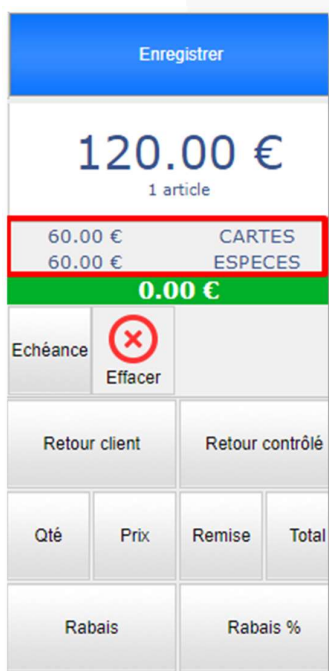 Enregistrer
120.00 €
1 article
60.00 € CARTES
60.00 € ESPECES
0.00 €
Echéance Effacer
Retour client Retour contrôlé
Qté Prix Remise Total
Rabais Rabais %